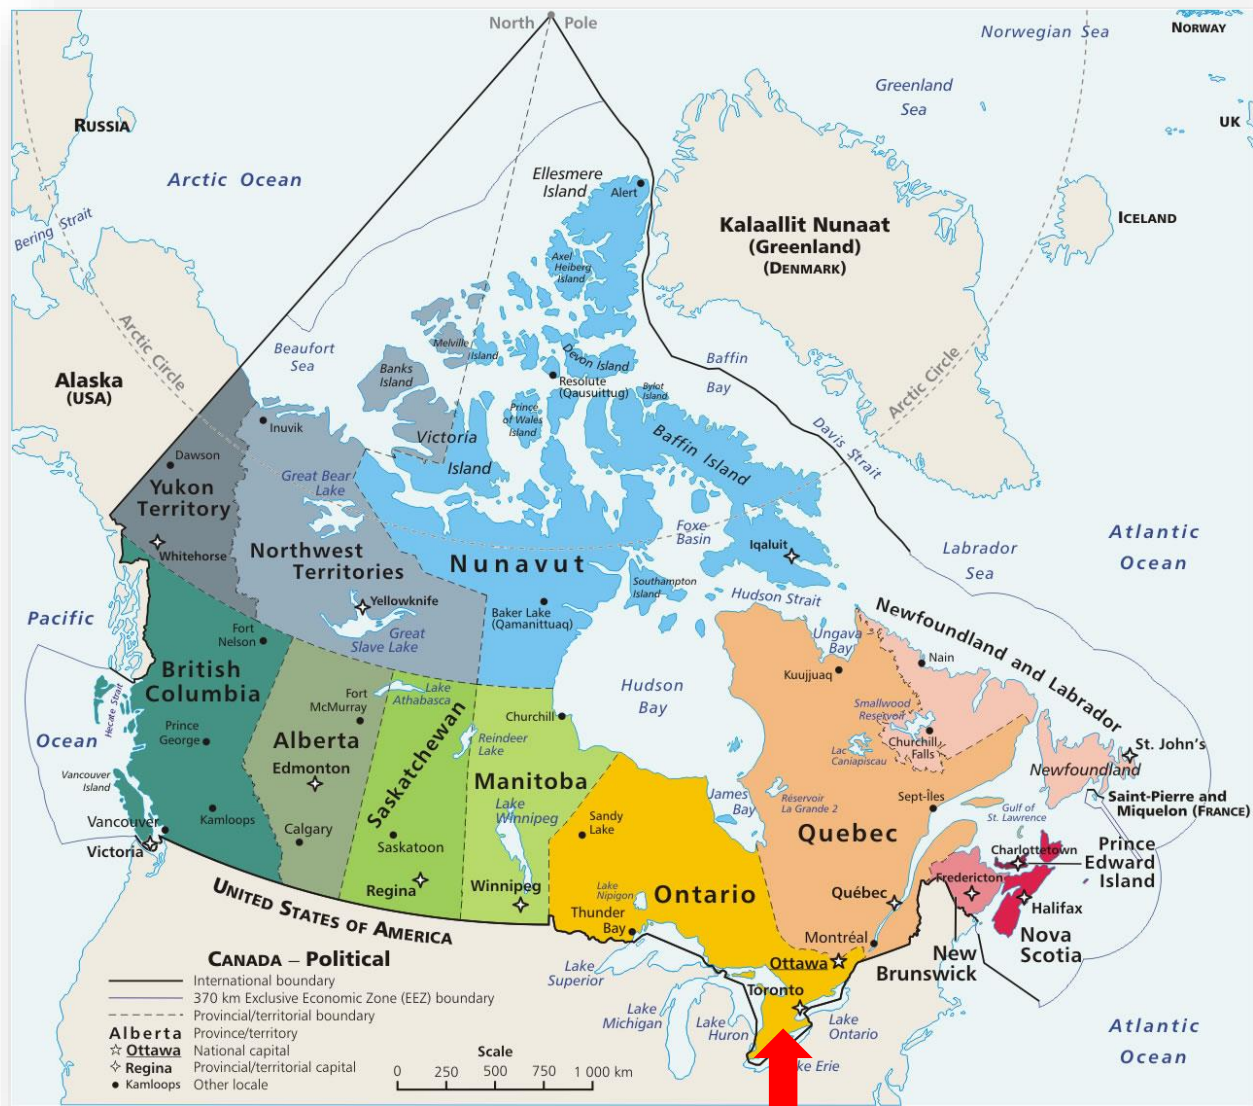 North Pole
Norwegian Sea
NORWAY
Greenland
Sea
UK
RUSSIA
Arctic Ocean
Ellesmere
Island
Alert
Bering Strait
Kalaallit Nunaat
(Greenland)
(DENMARK)
ICELAND
Axel
Heiberg
Island
Arctic Circle
Beaufort
Sea
Melville
Island
Devon Island
Baffin
Bay
Arctic Circle
Alaska
(USA)
Banks
Island
Resolute
(Qausuittug)
Bylot
Island
Prince
of Wales
Island
Inuvik
Victoria
Island
Baffin Island
Davis Strait
Dawson
Yukon
Territory
Great Bear
Lake
Foxe
Basin
Iqaluit
Atlantic
Ocean
Labrador
Sea
Whitehorse
Northwest
Territories
Nunavut
Southampton
Island
Hudson Strait
Yellowknife
Baker Lake
(Qamanittuaq)
Great
Slave Lake
Pacific
Ocean
Fort
Nelson
Ungava
Bay
Newfoundland and Labrador
Nain
Kuujjuaq
British
Columbia
Hecate Strait
Fort
McMurray
Lake
Athabasca
Hudson
Bay
Churchill
Smallwood
Reservoir
Churchill
Falls
Prince
George
Alberta
Edmonton
Saskatchewan
Reindeer
Lake
Lac
Caniapiscau
St. John's
Newfoundland
Vancouver
Island
Manitoba
Lake
Winnipeg
James
Bay
Réservoir
La Grande 2
Sept-Îles
Gulf of
St. Lawrence
Saint-Pierre and
Miquelon (FRANCE)
Kamloops
Vancouver
Victoria
Calgary
Saskatoon
Sandy
Lake
Quebec
Charlottetown
Prince
Edward
Island
Regina
Winnipeg
Lake
Nipigon
Ontario
Québec
Fredericton
Halifax
UNITED STATES OF AMERICA
Thunder
Bay
Montréal
Nova
Scotia
New
Brunswick
Ottawa
Toronto
Lake
Superior
Lake
Michigan
Lake
Huron
Lake
Ontario
ke Erie
Atlantic
Ocean
CANADA – Political
International boundary
370 km Exclusive Economic Zone (EEZ) boundary
Provincial/territorial boundary
Alberta Province/territory
Ottawa National capital
Regina Provincial/territorial capital
Kamloops Other locale
Scale
0 250 500 750 1 000 km